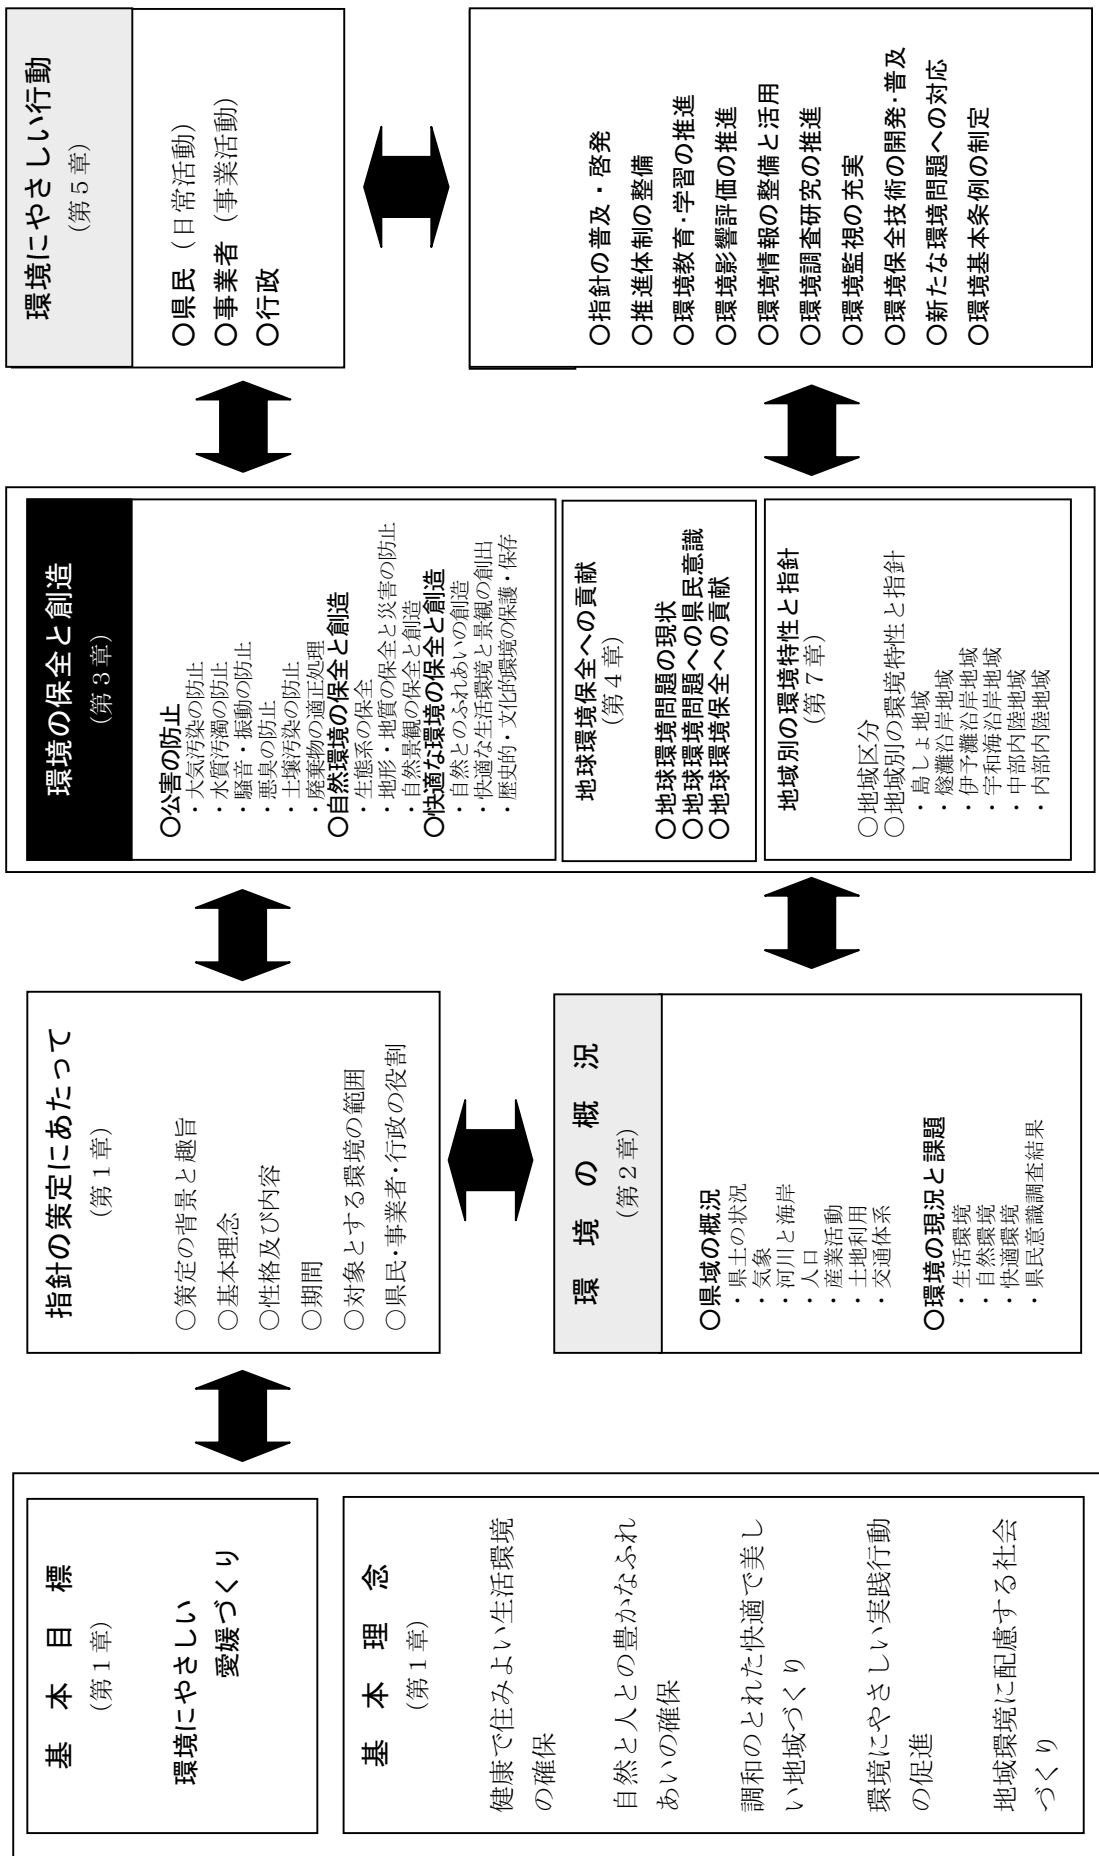 基本目標
(第1章)
環境にやさしい
愛媛づくり
基本理念
(第1章)
健康で住みよい生活環境
の確保
自然と人との豊かなふれ
あいの確保
調和のとれた快適で美し
い地域づくり
環境にやさしい実践行動
の促進
地域環境に配慮する社会
づくり
指針の策定にあたって
(第1章)
○策定の背景と趣旨
○基本理念
○性格及び内容
○期間
○対象とする環境の範囲
○県民・事業者・行政の役割
環境の概況
(第2章)
○県域の概況
・県土の状況
・気象
・河川と海岸
・人口
・産業活動
・土地利用
・交通体系
○環境の現況と課題
・生活環境
・自然環境
・快適環境
・県民意識調査結果
環境の保全と創造
(第3章)
○公害の防止
・大気汚染の防止
・水質汚濁の防止
・騒音・振動の防止
・悪臭の防止
・土壌汚染の防止
・廃棄物の適正処理
○自然環境の保全と創造
・生態系の保全
・地形・地質の保全と災害の防止
・自然景観の保全と創造
○快適な環境の保全と創造
・自然とのふれあいの創造
・快適な生活環境と景観の創出
・歴史的・文化的環境の保護・保存
地球環境保全への貢献
(第4章)
○地球環境問題の現状
○地球環境問題への県民意識
○地球環境保全への貢献
地域別の環境特性と指針
(第7章)
○地域区分
○地域別の環境特性と指針
・島しょ地域
・燧灘沿岸地域
・伊予灘沿岸地域
・宇和海沿岸地域
・中部内陸地域
・内部内陸地域
環境にやさしい行動
(第5章)
○県民（日常活動）
○事業者（事業活動）
○行政
○指針の普及・啓発
○推進体制の整備
○環境教育・学習の推進
○環境影響評価の推進
○環境情報の整備と活用
○環境調査研究の推進
○環境監視の充実
○環境保全技術の開発・普及
○新たな環境問題への対応
○環境基本条例の制定